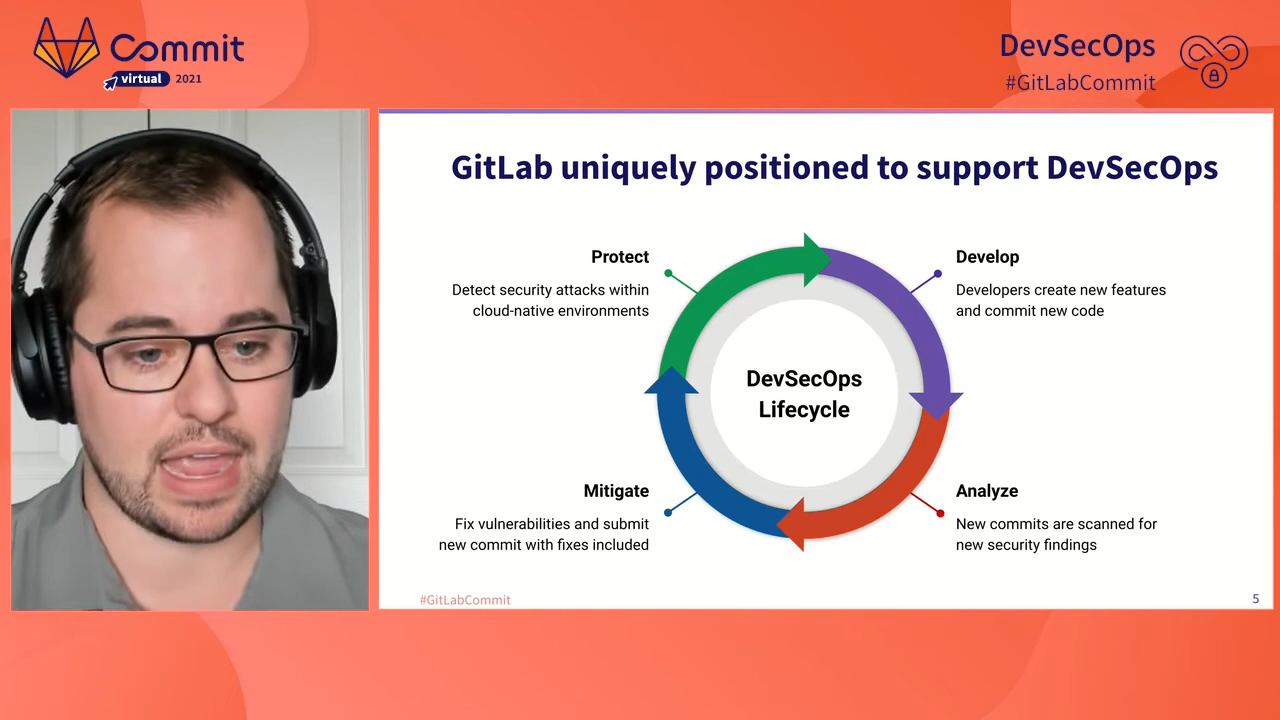 Commit
virtual 2021
DevSecOps
#GitLabCommit
GitLab uniquely positioned to support DevSecOps
Protect
Detect security attacks within
cloud-native environments
Develop
Developers create new features
and commit new code
DevSecOps
Lifecycle
Mitigate
Fix vulnerabilities and submit
new commit with fixes included
Analyze
New commits are scanned for
new security findings
#GitLabCommit
5